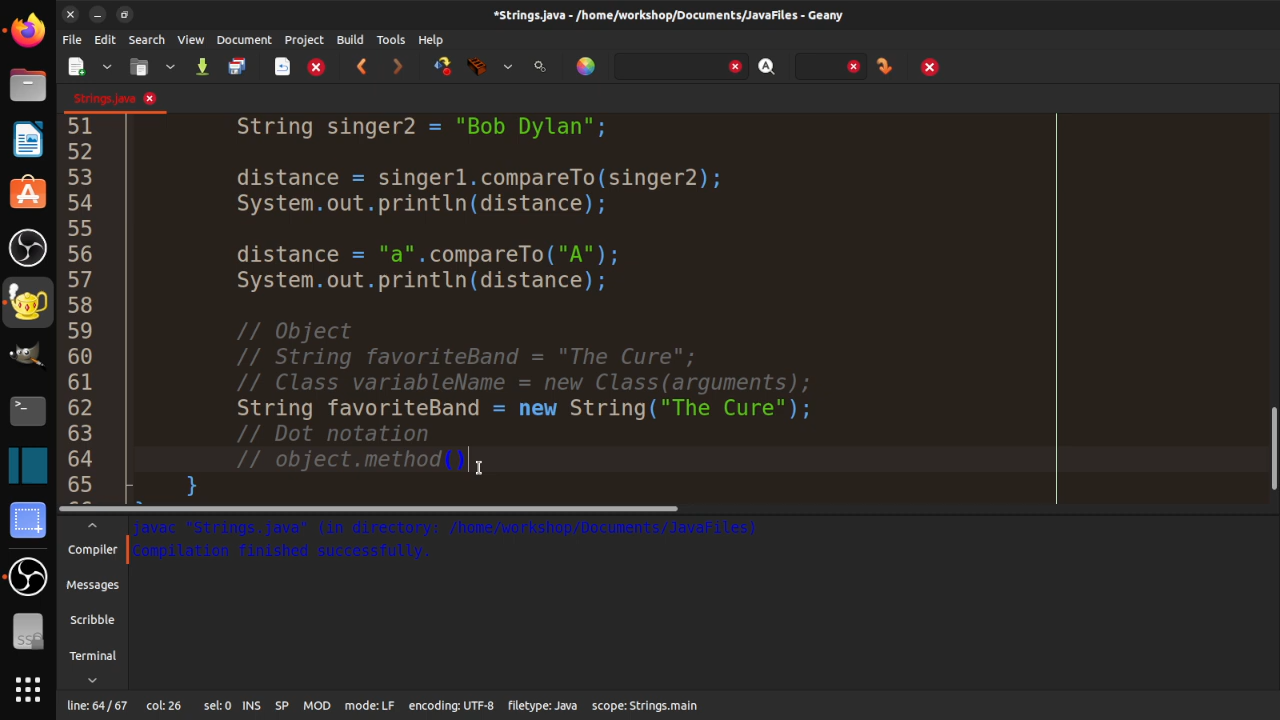 *Strings.java - /home/workshop/Documents/JavaFiles - Geany
File Edit Search View Document Project Build Tools Help
Strings.java
51 String singer2 = "Bob Dylan";
52
53 distance = singer1.compareTo(singer2);
54 System.out.println(distance);
55
56 distance = "a".compareTo("A");
57 System.out.println(distance);
58
59 // Object
60 // String favoriteBand = "The Cure";
61 // Class variableName = new Class(arguments);
62 String favoriteBand = new String("The Cure");
63 // Dot notation
64 // object.method()
65 }
javac "Strings.java" (in directory: /home/workshop/Documents/JavaFiles)
Compiler
Compilation finished successfully.
Messages
Scribble
Terminal
line: 64 / 67 col: 26 sel: 0 INS SP MOD mode: LF encoding: UTF-8 filetype: Java scope: Strings.main